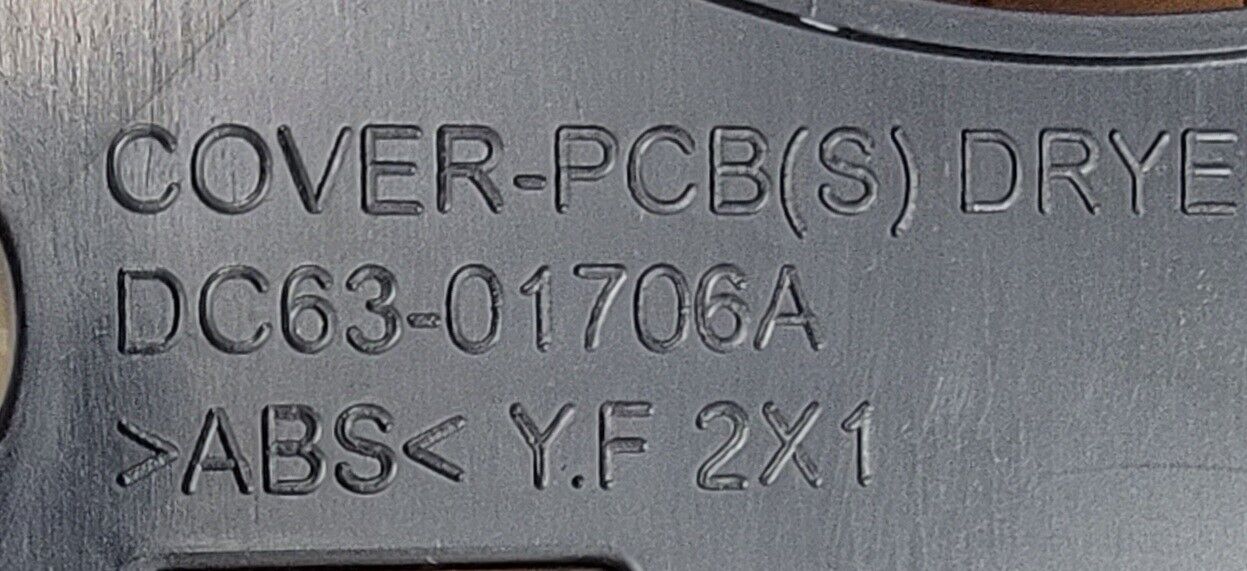 COVER-PCB(S) DRYE
DC63-01706A
>ABS< Y.F 2X1